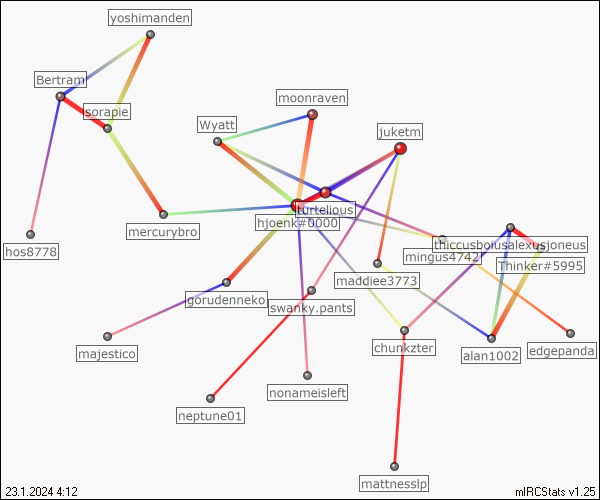 yoshimanden
Bertram
moonraven
sorapie
Wyatt
juketm
turtelious
hjoenk#0000
mercurybro
thiccusboiusalexusjoneus
hos8778
mingus4742
Thinker#5995
maddiee3773
gorudenneko
swanky.pants
majestico
chunkzter
alan1002
edgepanda
nonameisleft
neptune01
mattnesslp
23.1.2024 4:12
mIRCStats v1.25